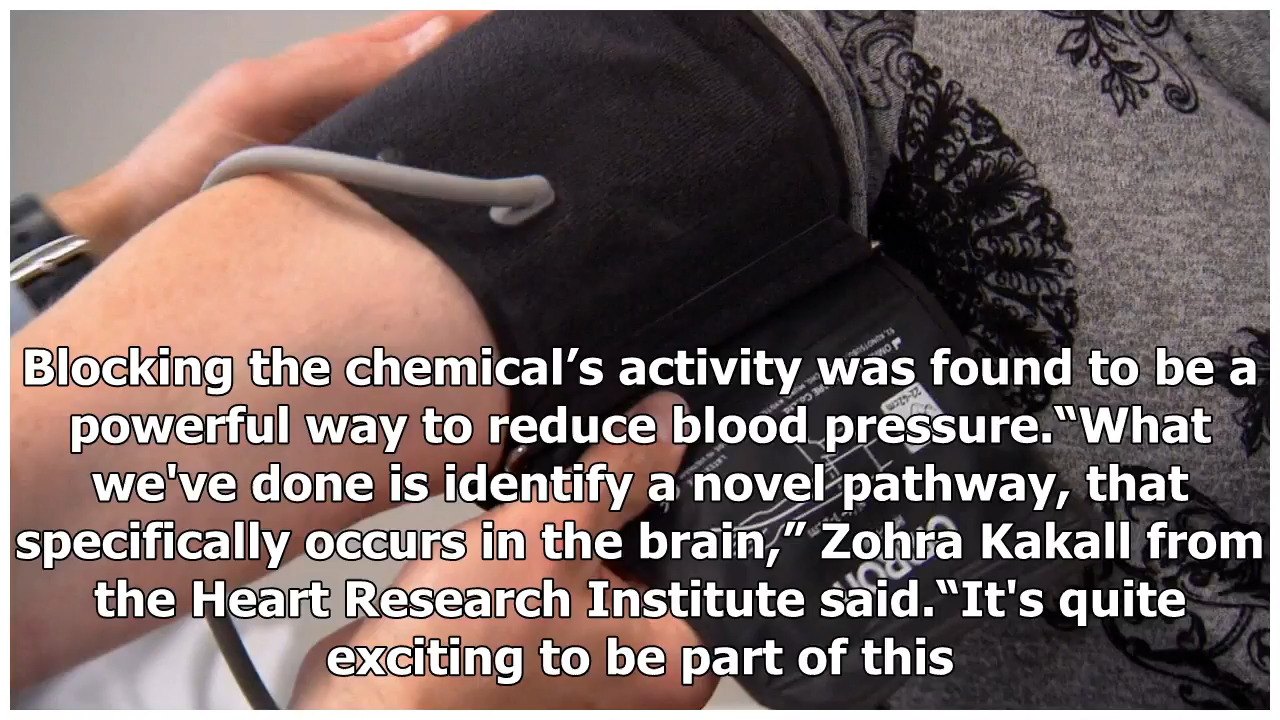 Blocking the chemical’s activity was found to be a
powerful way to reduce blood pressure.“What
we've done is identify a novel pathway, that
specifically occurs in the brain,” Zohra Kakall from
the Heart Research Institute said.“It's quite
exciting to be part of this
22-42cm